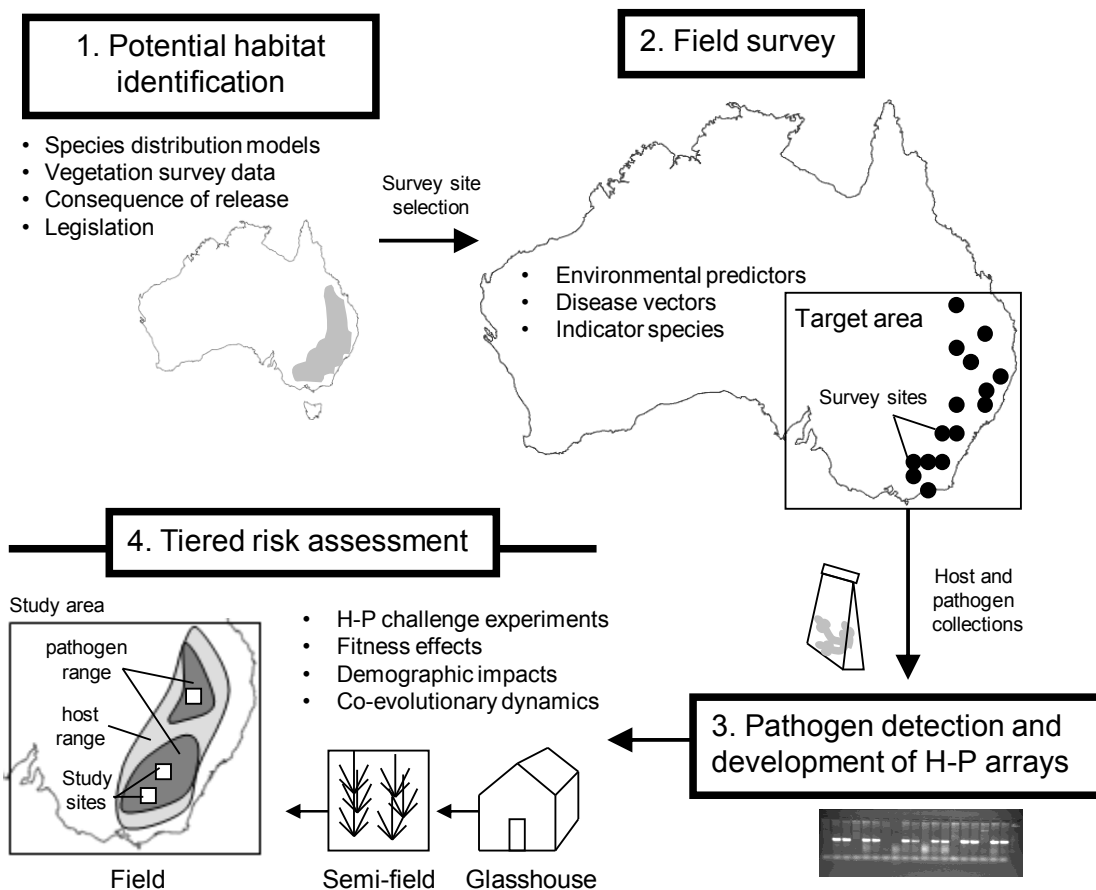 1. Potential habitat
identification
• Species distribution models
• Vegetation survey data
• Consequence of release
• Legislation
Survey site
selection
2. Field survey
• Environmental predictors
• Disease vectors
• Indicator species
Target area
Survey sites
Host and
pathogen
collections
3. Pathogen detection and
development of H-P arrays
4. Tiered risk assessment
• H-P challenge experiments
• Fitness effects
• Demographic impacts
• Co-evolutionary dynamics
Study area
pathogen
range
host
range
Study
sites
Field
Semi-field
Glasshouse